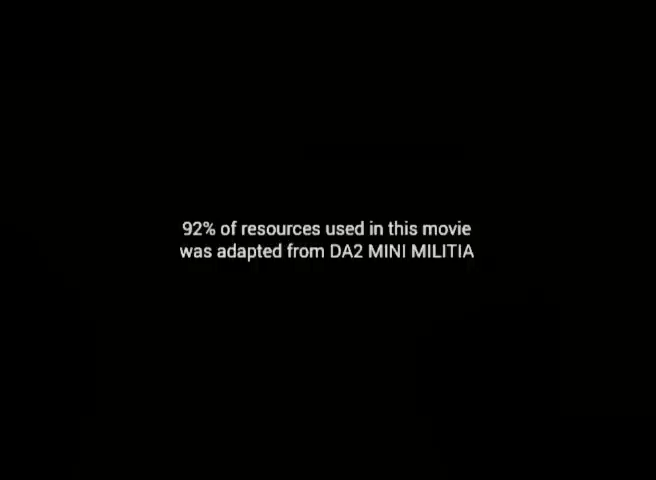 92% of resources used in this movie
was adapted from DA2 MINI MILITIA